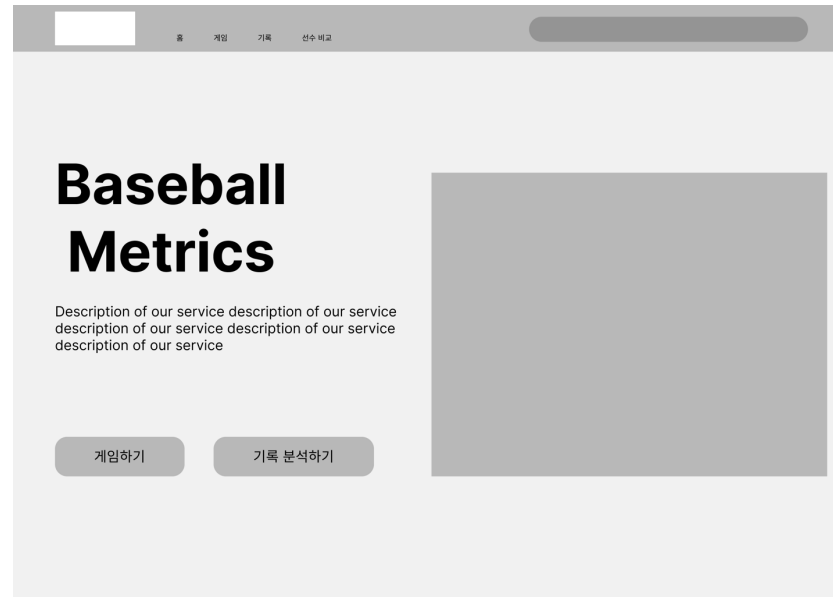 홈 게임 기록 선수 비교
Baseball
Metrics
Description of our service description of our service
description of our service description of our service
description of our service
게임하기 기록 분석하기